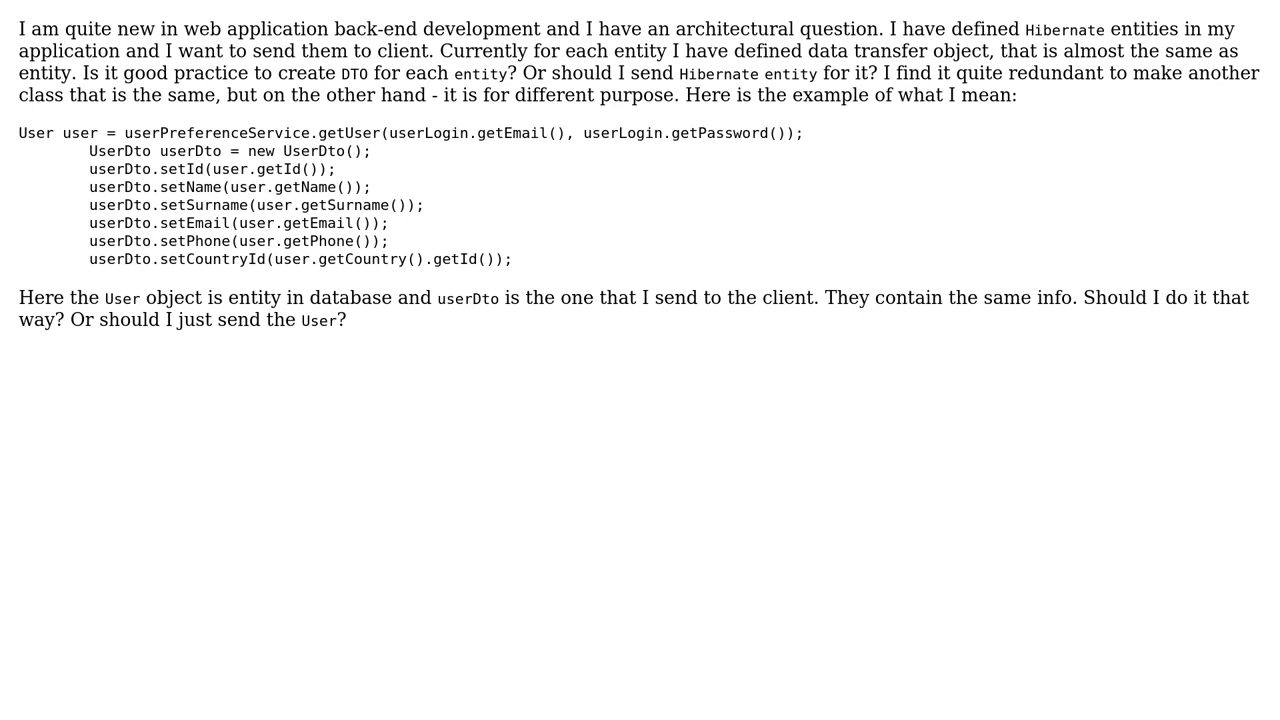 I am quite new in web application back-end development and I have an architectural question. I have defined Hibernate entities in my
application and I want to send them to client. Currently for each entity I have defined data transfer object, that is almost the same as
entity. Is it good practice to create DTO for each entity? Or should I send Hibernate entity for it? I find it quite redundant to make another
class that is the same, but on the other hand - it is for different purpose. Here is the example of what I mean:
User user = userPreferenceService.getUser(userLogin.getEmail(), userLogin.getPassword());
        UserDto userDto = new UserDto();
        userDto.setId(user.getId());
        userDto.setName(user.getName());
        userDto.setSurname(user.getSurname());
        userDto.setEmail(user.getEmail());
        userDto.setPhone(user.getPhone());
        userDto.setCountryId(user.getCountry().getId());
Here the User object is entity in database and userDto is the one that I send to the client. They contain the same info. Should I do it that
way? Or should I just send the User?